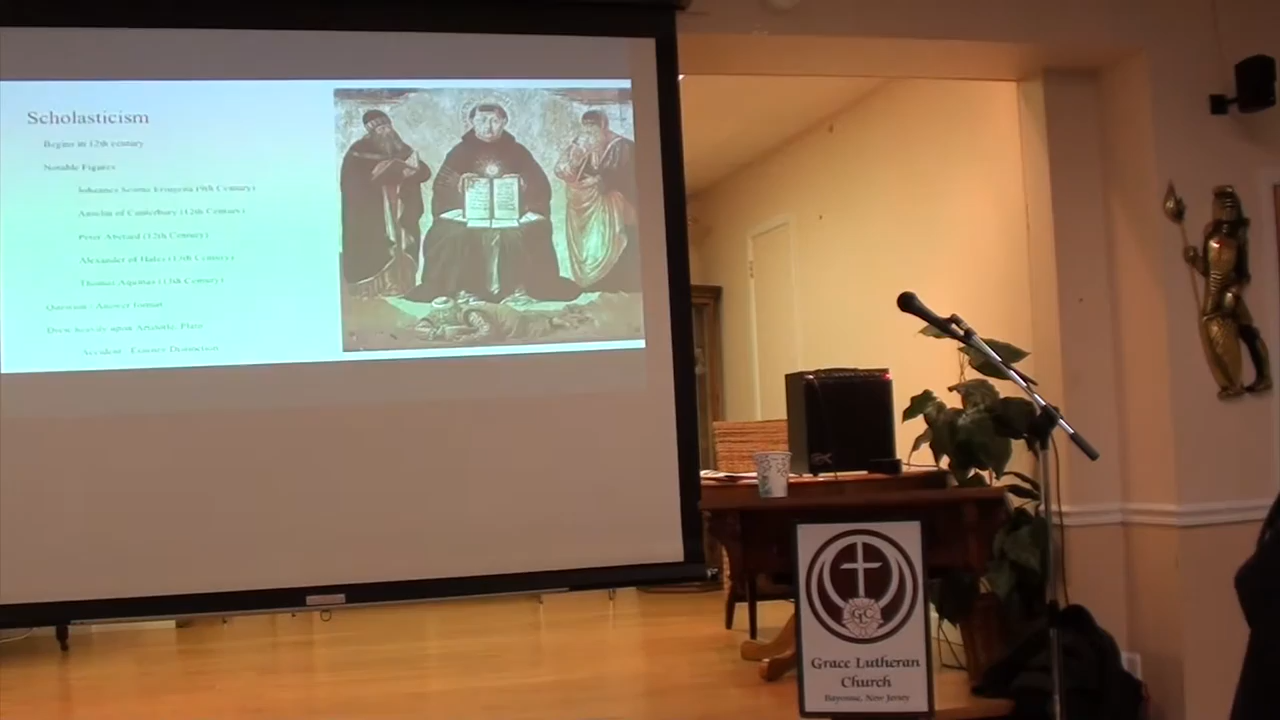 Scholasticism
Begins in 12th century
Notable Figures
Johannes Scotus Eriugena (9th Century)
Anselm of Canterbury (12th Century)
Peter Abelard (12th Century)
Alexander of Hales (13th Century)
Thomas Aquinas (13th Century)
Question / Answer format
Drew heavily upon Aristotle, Plato
Accident / Essence Distinction
GLC
Grace Lutheran
Church
Bayonne, New Jersey